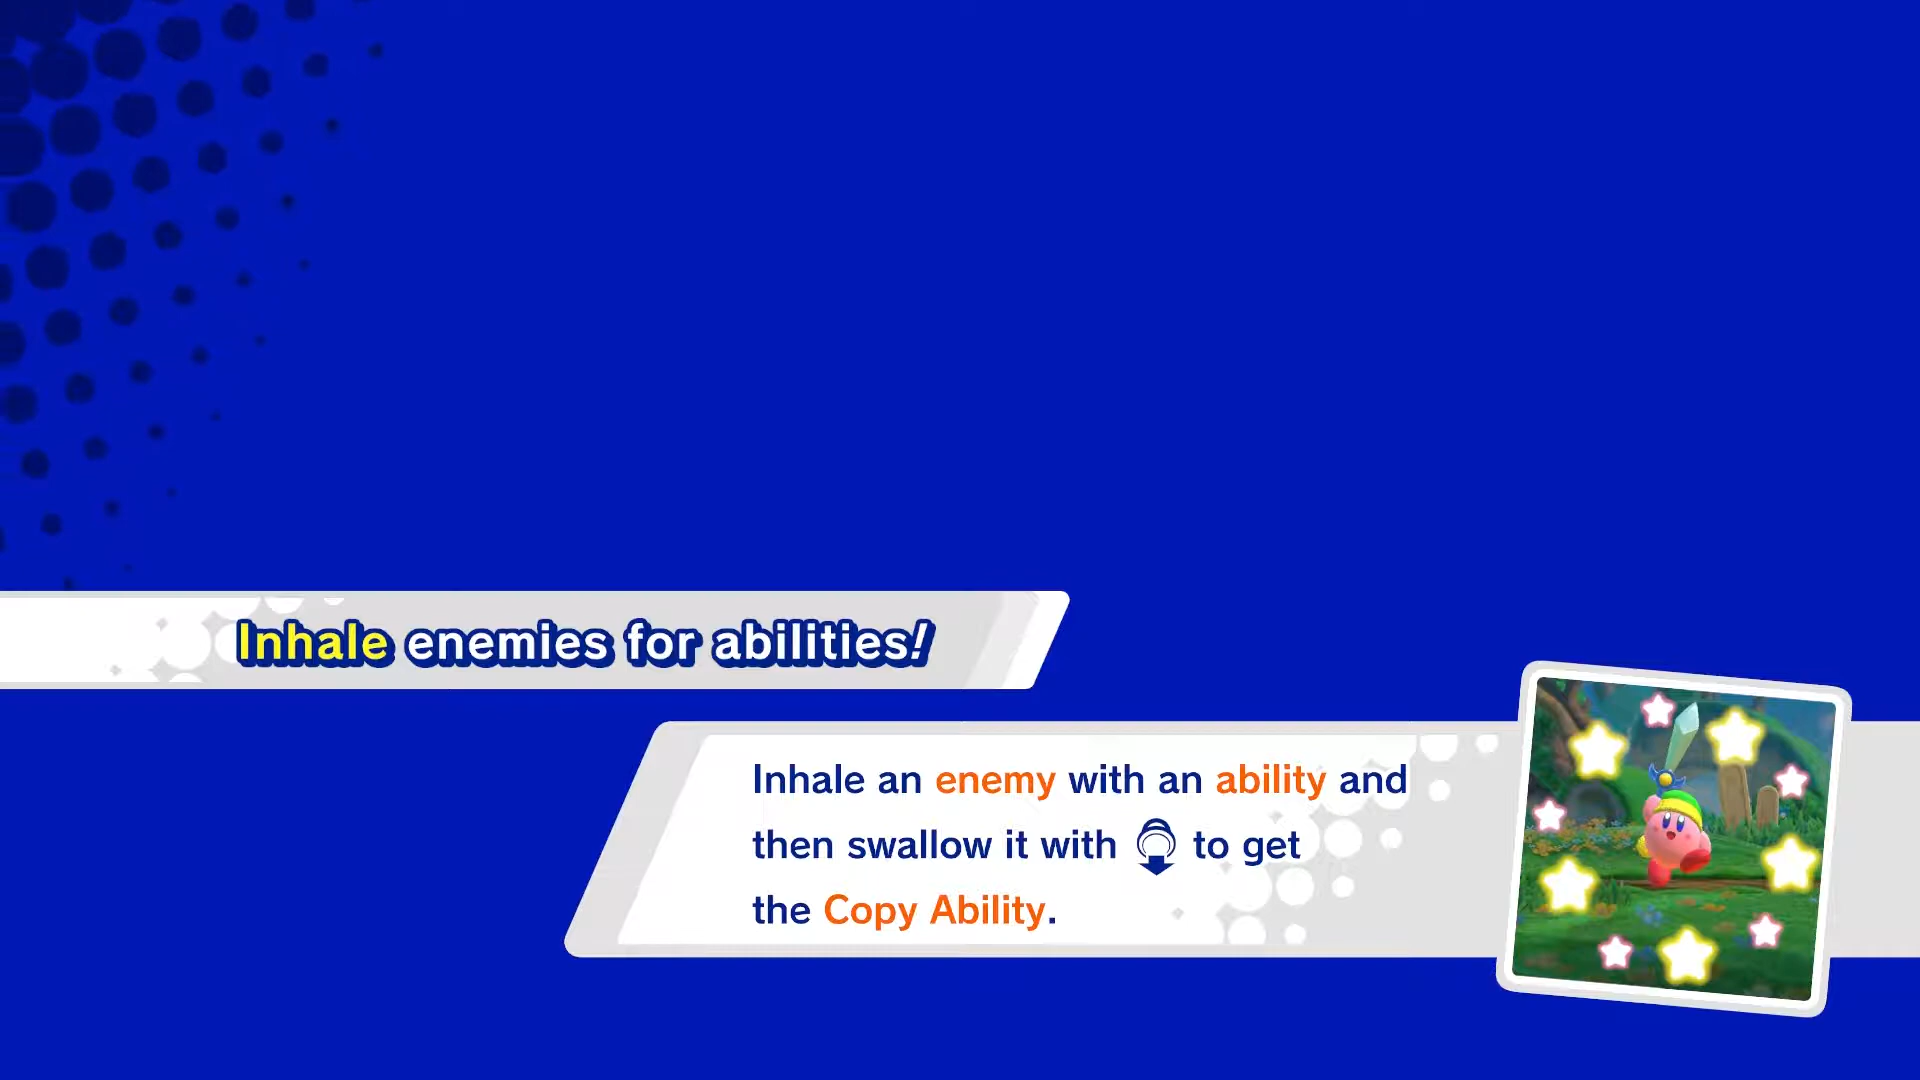 Inhale enemies for abilities!
Inhale an enemy with an ability and
then swallow it with to get
the Copy Ability.